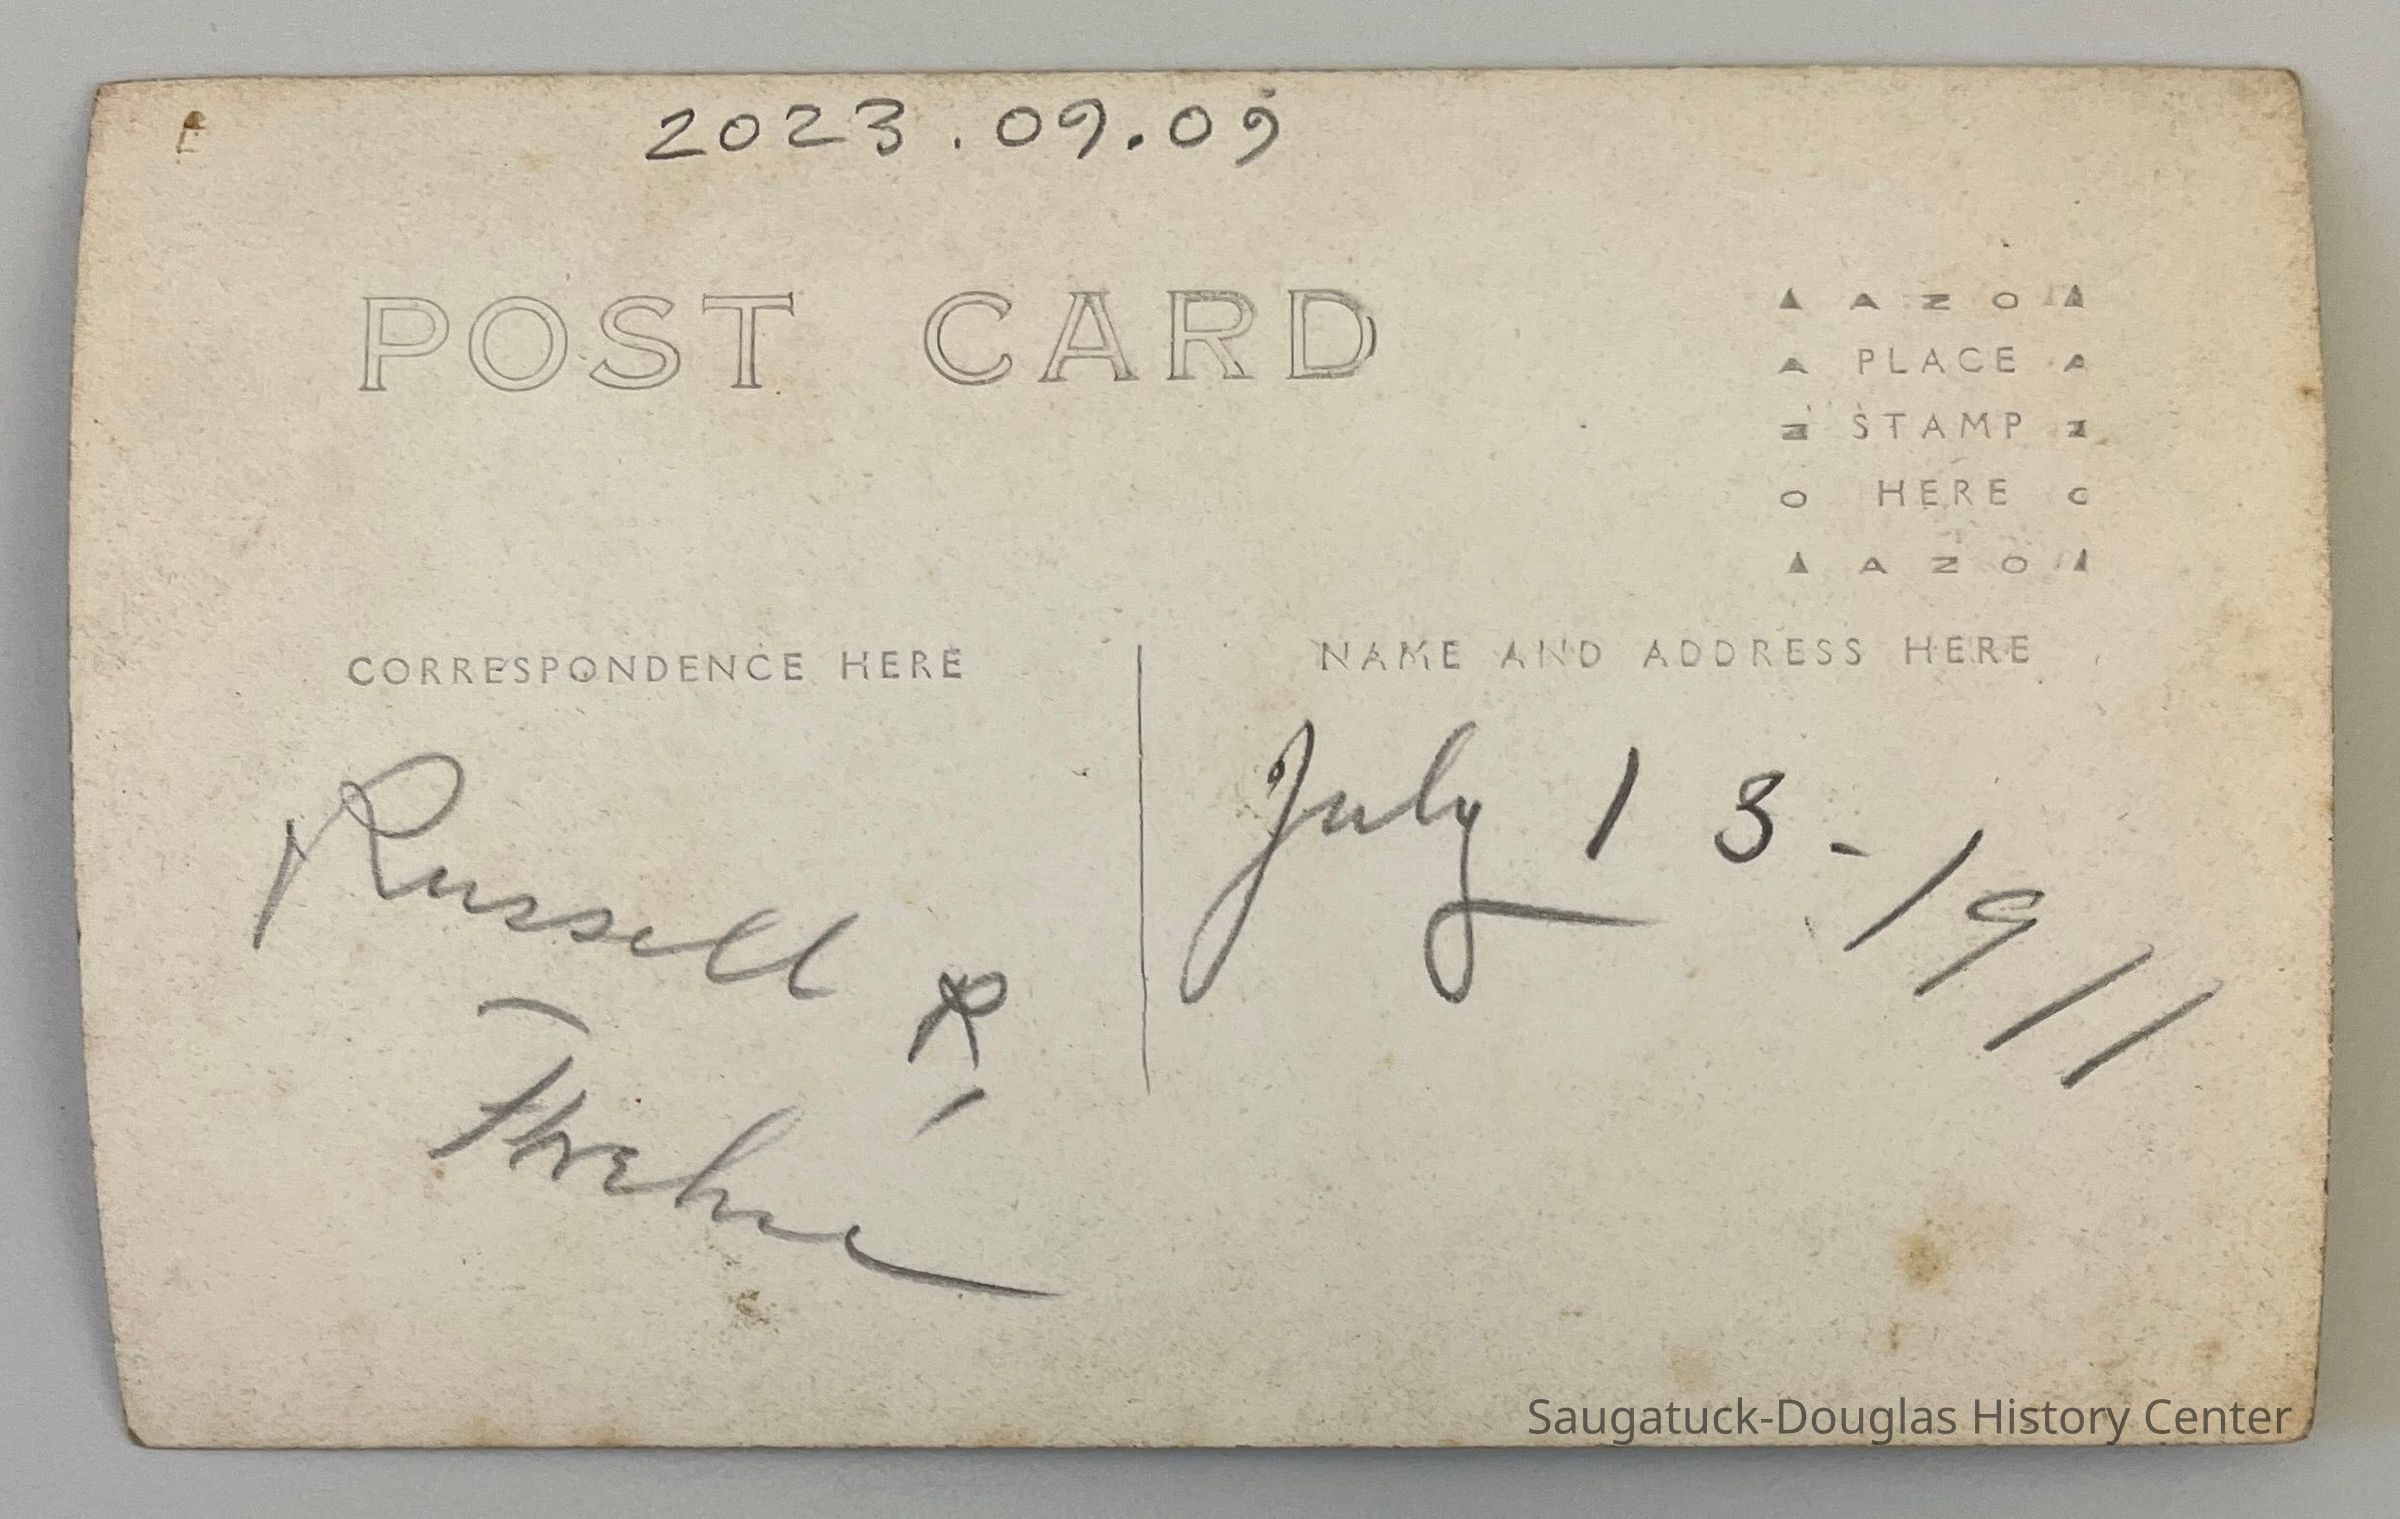 2023.09.09
POST CARD
▲ AZO ▲
A PLACE A
Z STAMP Z
O HERE O
▲ AZO ▲
CORRESPONDENCE HERE
NAME AND ADDRESS HERE
Russell R
July 13-1911
Saugatuck-Douglas History Center